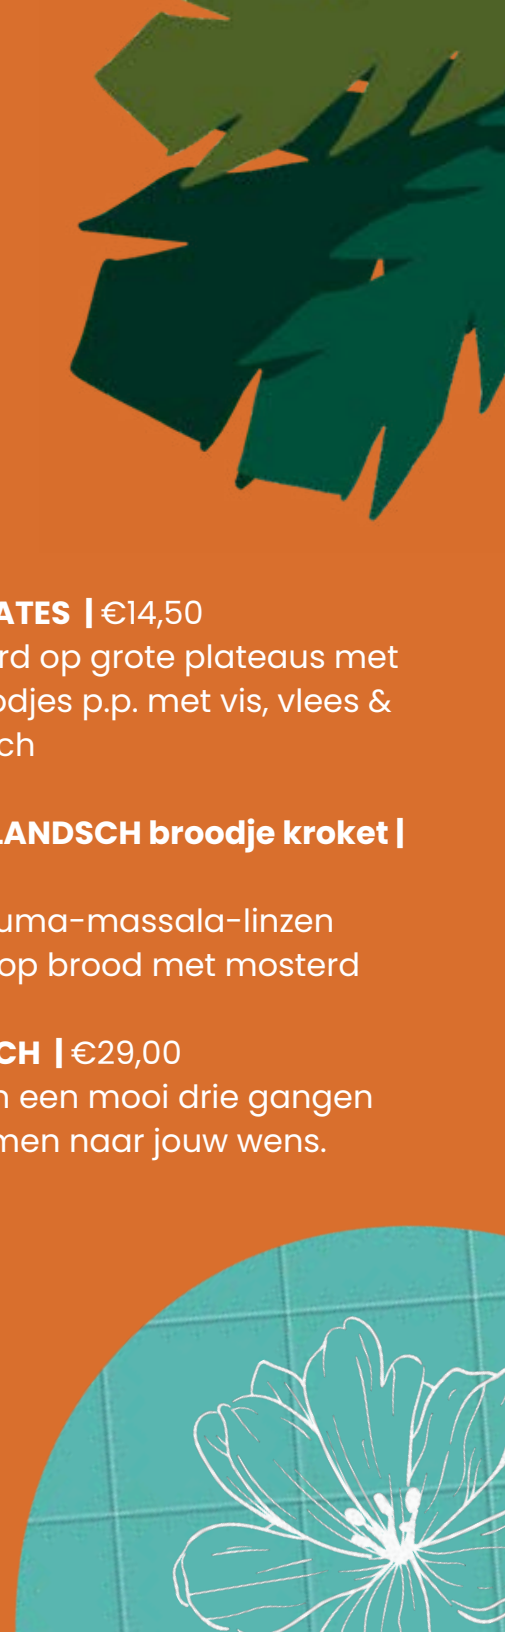 ATES | €14,50
rd op grote plateaus met
odjes p.p. met vis, vlees &
ch
LANDSCH broodje kroket |
uma-massala-linzen
op brood met mosterd
CH | €29,00
n een mooi drie gangen
men naar jouw wens.